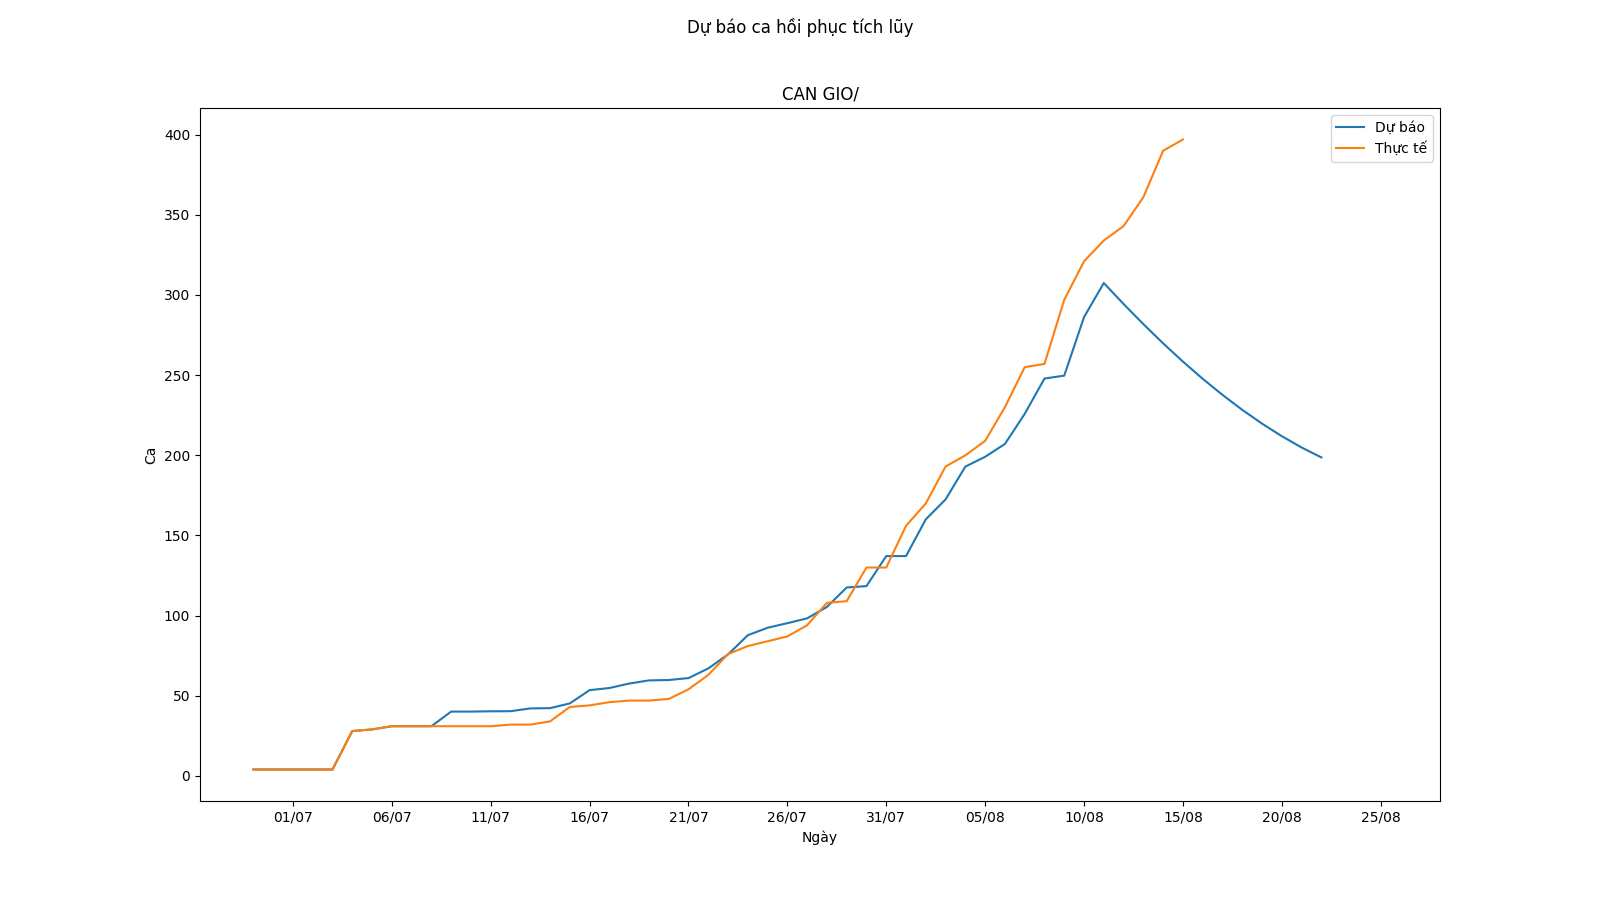 Dự báo ca hồi phục tích lũy
CAN GIO/
Dự báo
Thực tế
400
350
300
250
200
150
100
50
0
Ca
01/07 06/07 11/07 16/07 21/07 26/07 31/07 05/08 10/08 15/08 20/08 25/08
Ngày